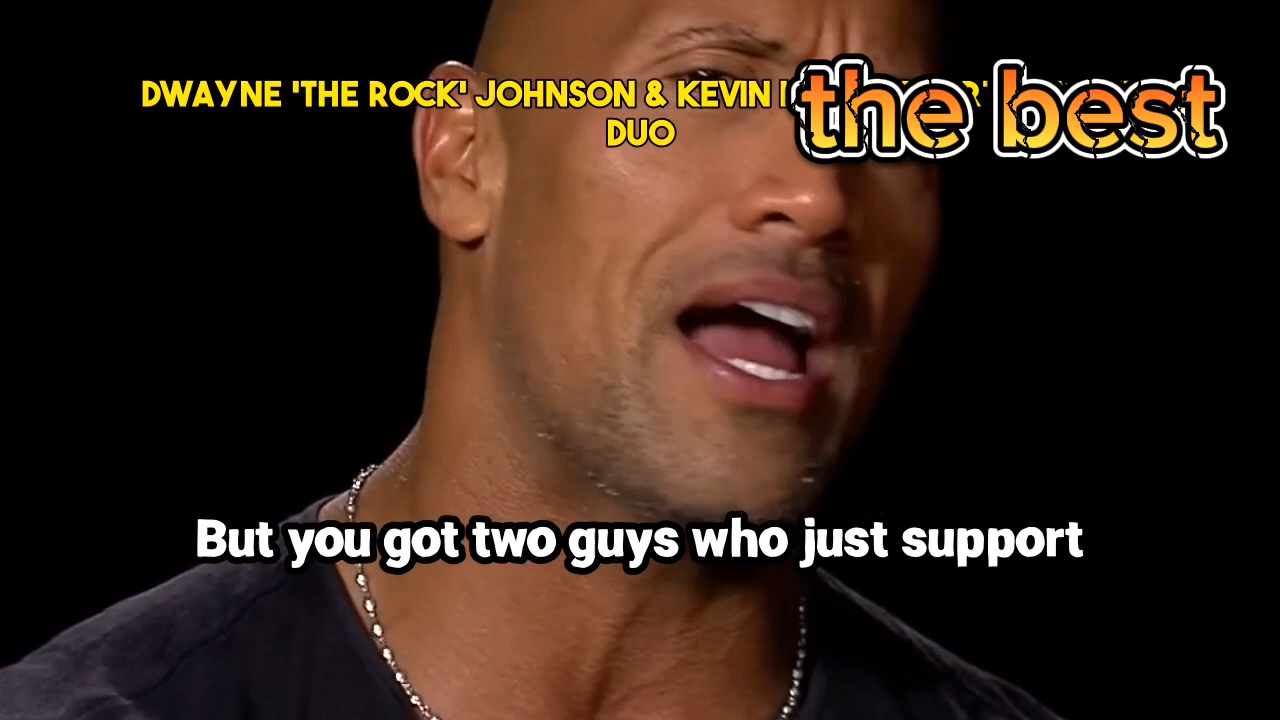 DWAYNE 'THE ROCK' JOHNSON & KEVIN
DUO
the best
But you got two guys who just support